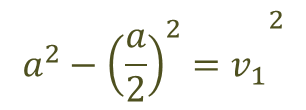 a² − (a/2)² = v₁²